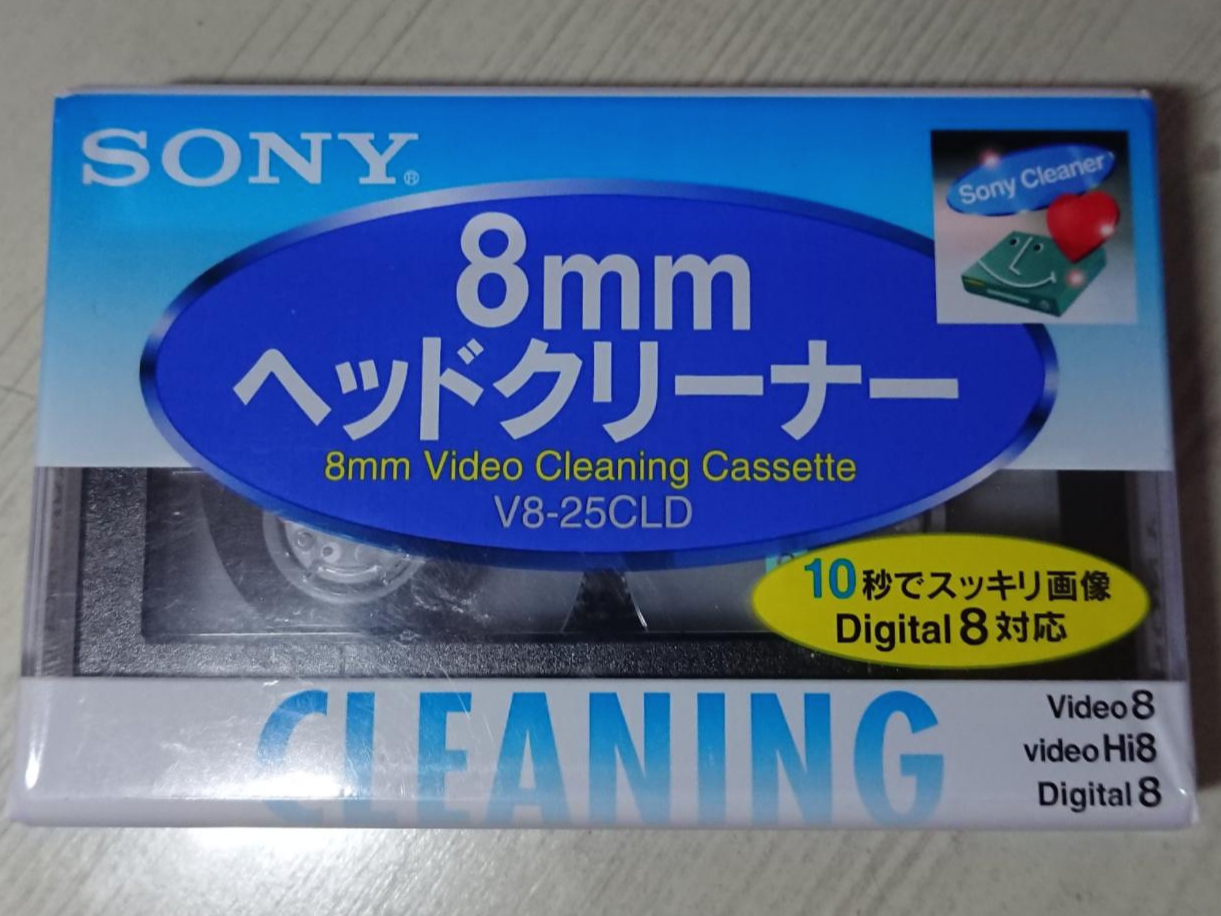 SONY®
Sony Cleaner
8mm
ヘッドクリーナー
8mm Video Cleaning Cassette
V8-25CLD
10秒でスッキリ画像
Digital 8 対応
CLEANING
Video 8
video Hi8
Digital 8